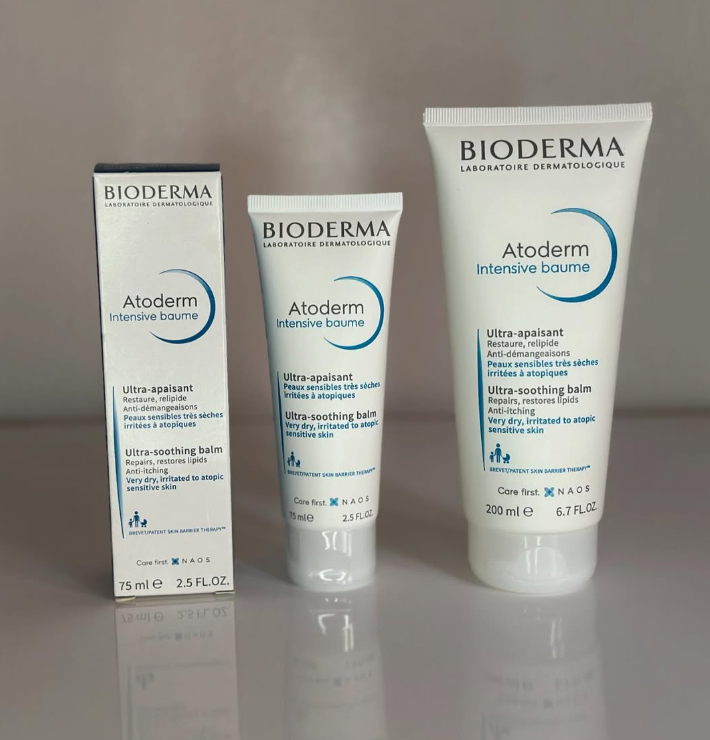 BIODERMA
LABORATOIRE DERMATOLOGIQUE
Atoderm
Intensive baume
Ultra-apaisant
Restaure, relipide
Anti-démangeaisons
Peaux sensibles très sèches
irritées à atopiques
Ultra-soothing balm
Repairs, restores lipids
Anti-itching
Very dry, irritated to atopic
sensitive skin
BREVET/PATENT SKIN BARRIER THERAPY™
Care first. NAOS
75 ml e 2.5 FL.OZ.
BIODERMA
LABORATOIRE DERMATOLOGIQUE
Atoderm
Intensive baume
Ultra-apaisant
Peaux sensibles très sèches
irritées à atopiques
Ultra-soothing balm
Very dry, irritated to atopic
sensitive skin
BREVET/PATENT SKIN BARRIER THERAPY™
Care first. NAOS
75 ml e 2.5 FL.OZ
BIODERMA
LABORATOIRE DERMATOLOGIQUE
Atoderm
Intensive baume
Ultra-apaisant
Restaure, relipide
Anti-démangeaisons
Peaux sensibles très sèches
irritées à atopiques
Ultra-soothing balm
Repairs, restores lipids
Anti-itching
Very dry, irritated to atopic
sensitive skin
BREVET/PATENT SKIN BARRIER THERAPY™
Care first. NAOS
200 ml e 6.7 FL.OZ